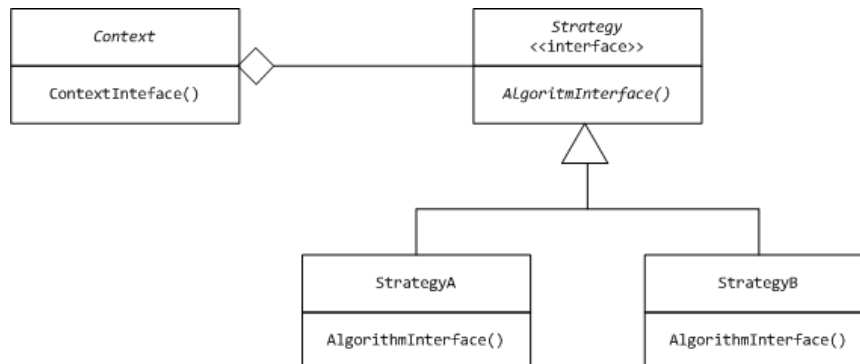 Context
ContextInteface()
Strategy
<<interface>>
AlgoritmInterface()
StrategyA
AlgorithmInterface()
StrategyB
AlgorithmInterface()